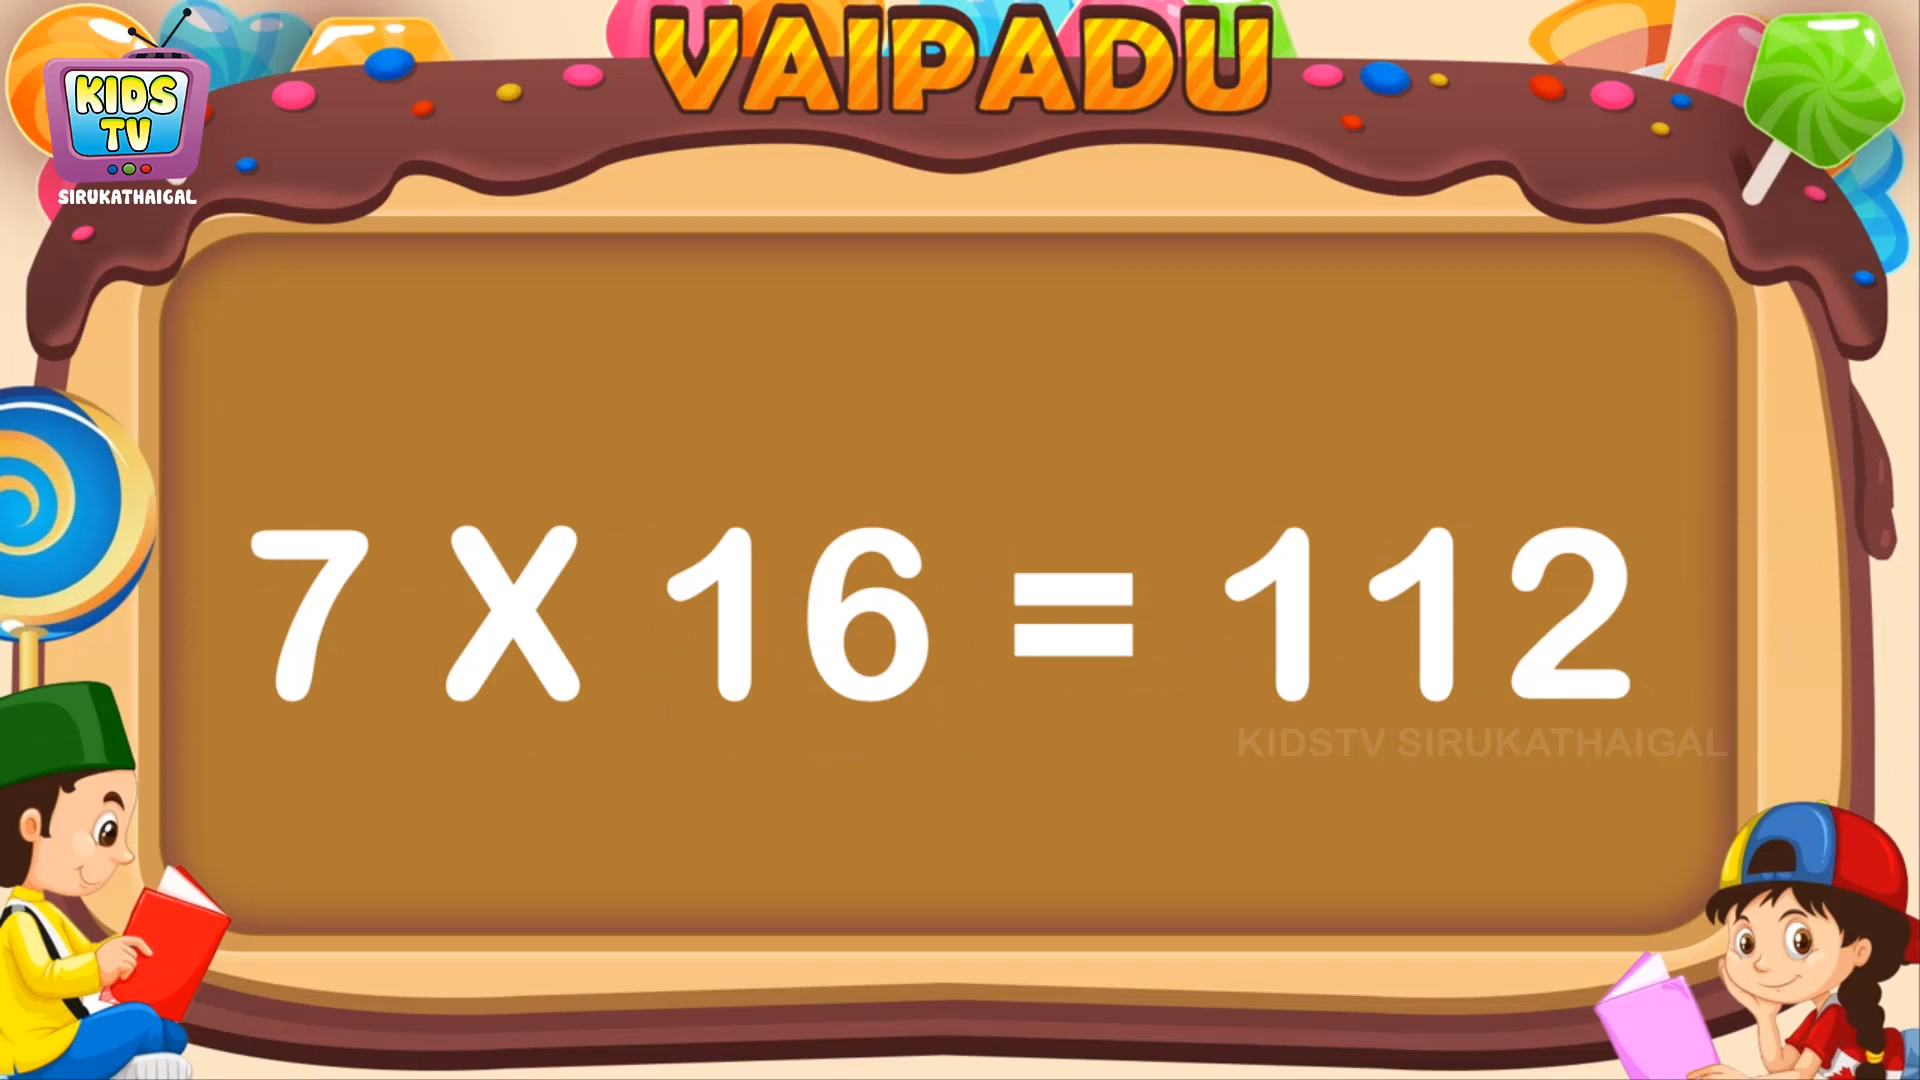 VAIPADU
KIDS
TV
SIRUKATHAIGAL
7 X 16 = 112
KIDSTV SIRUKATHAIGAL